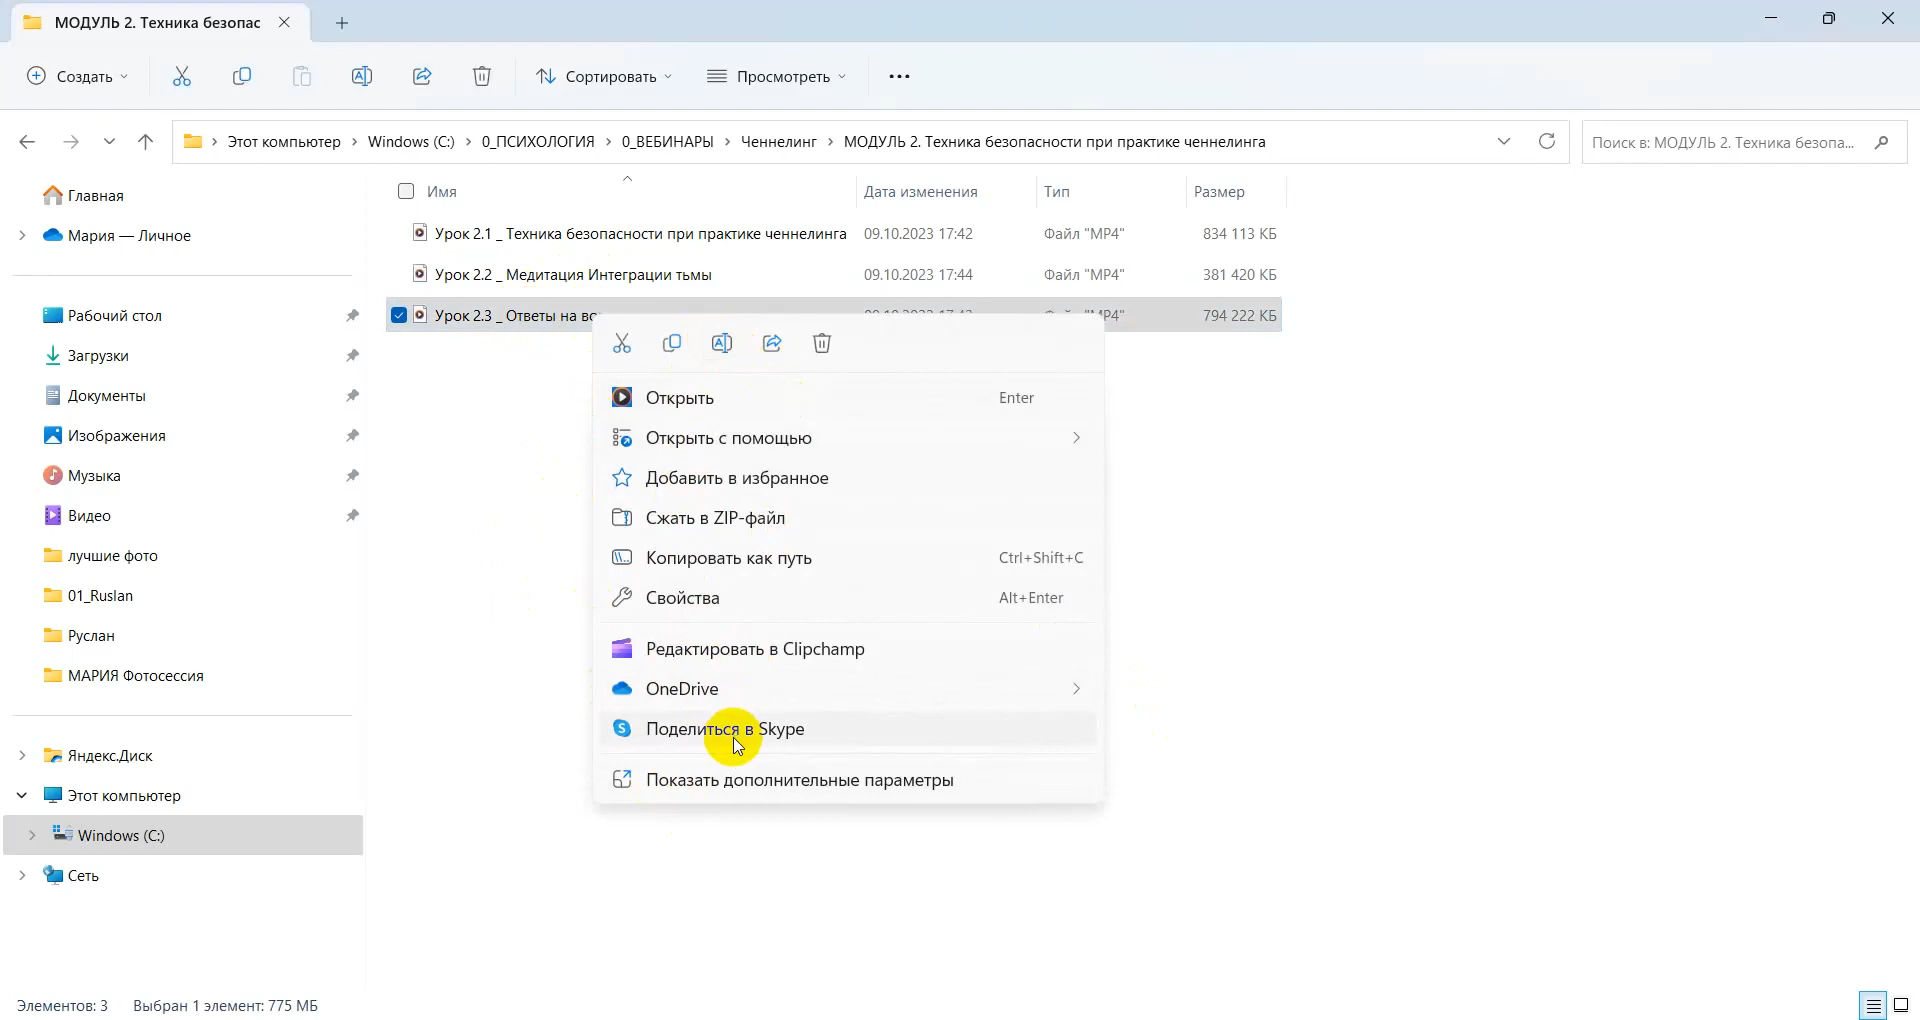 МОДУЛЬ 2. Техника безопас
Создать
Сортировать
Просмотреть
Этот компьютер > Windows (C:) > 0_ПСИХОЛОГИЯ > 0_ВЕБИНАРЫ > Ченнелинг > МОДУЛЬ 2. Техника безопасности при практике ченнелинга
Поиск в: МОДУЛЬ 2. Техника безопа...
Главная
Мария — Личное
Рабочий стол
Загрузки
Документы
Изображения
Музыка
Видео
лучшие фото
01_Ruslan
Руслан
МАРИЯ Фотосессия
Яндекс.Диск
Этот компьютер
Windows (C:)
Сеть
Имя Дата изменения Тип Размер
Урок 2.1 _ Техника безопасности при практике ченнелинга 09.10.2023 17:42 Файл "MP4" 834 113 КБ
Урок 2.2 _ Медитация Интеграции тьмы 09.10.2023 17:44 Файл "MP4" 381 420 КБ
Урок 2.3 _ Ответы на 794 222 КБ
Открыть Enter
Открыть с помощью
Добавить в избранное
Сжать в ZIP-файл
Копировать как путь Ctrl+Shift+C
Свойства Alt+Enter
Редактировать в Clipchamp
OneDrive
Поделиться в Skype
Показать дополнительные параметры
Элементов: 3 Выбран 1 элемент: 775 МБ